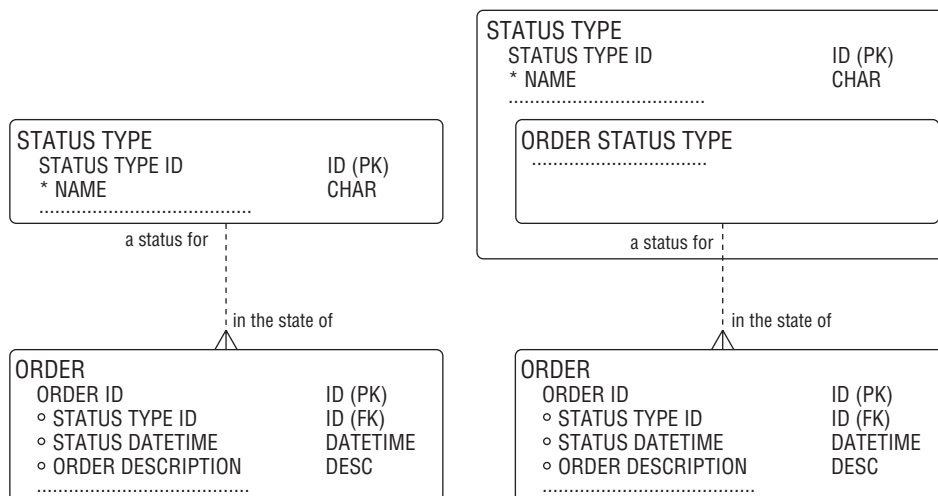 STATUS TYPE
STATUS TYPE ID ID (PK)
* NAME CHAR
.....................................
a status for
in the state of
ORDER
ORDER ID ID (PK)
° STATUS TYPE ID ID (FK)
° STATUS DATETIME DATETIME
° ORDER DESCRIPTION DESC
.....................................
STATUS TYPE
STATUS TYPE ID ID (PK)
* NAME CHAR
.....................................
ORDER STATUS TYPE
.................................
a status for
in the state of
ORDER
ORDER ID ID (PK)
° STATUS TYPE ID ID (FK)
° STATUS DATETIME DATETIME
° ORDER DESCRIPTION DESC
.....................................